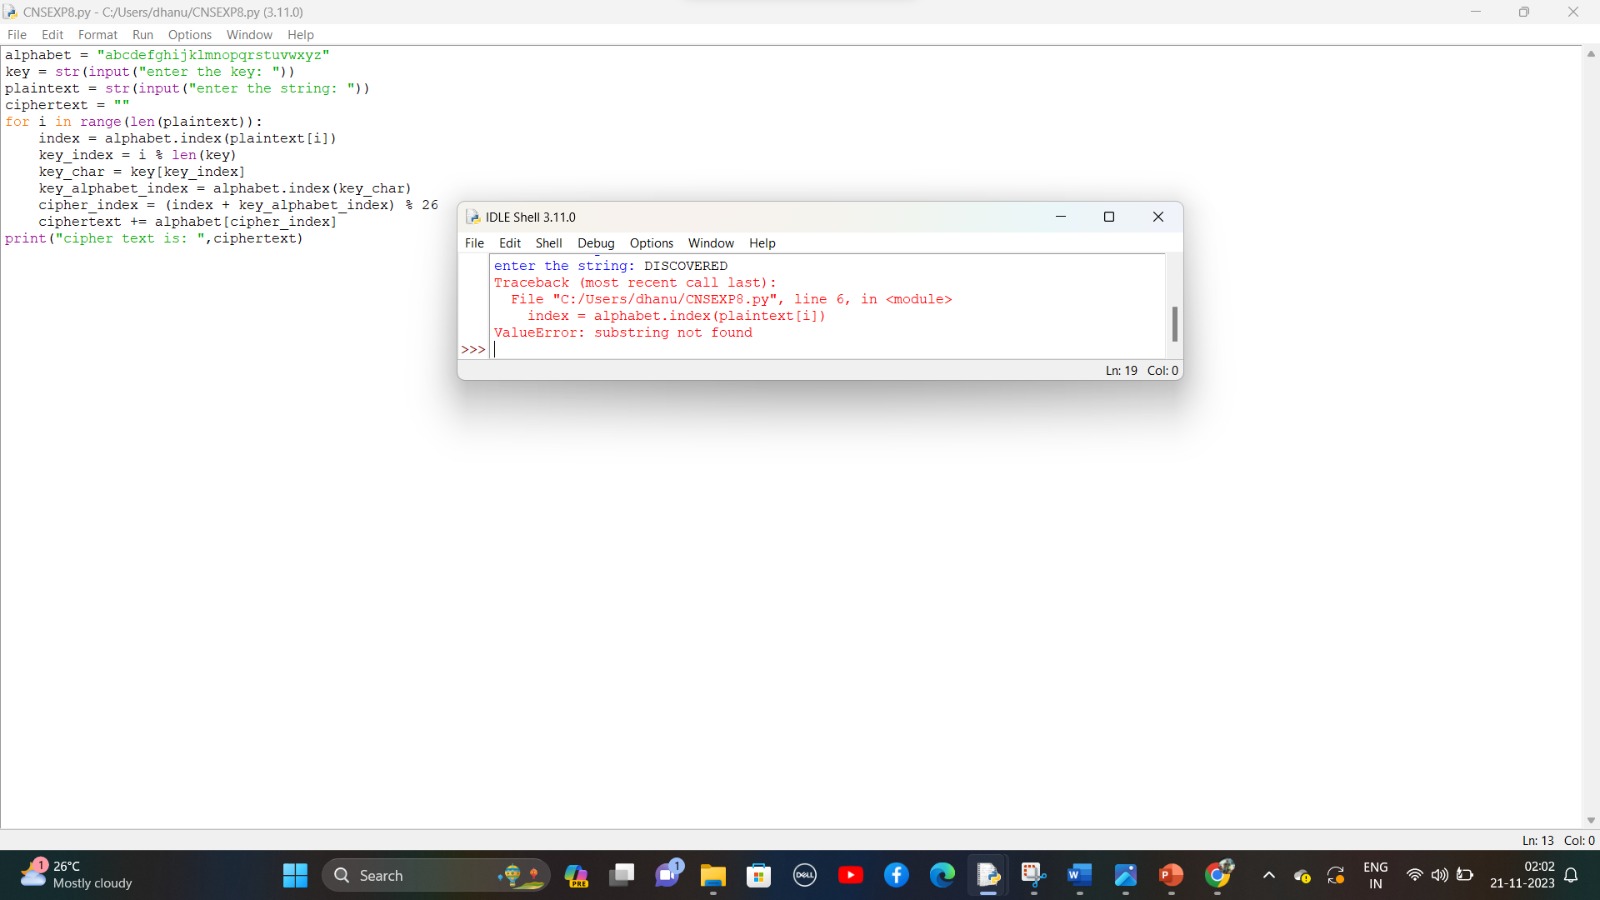 CNSEXP8.py - C:/Users/dhanu/CNSEXP8.py (3.11.0)
File Edit Format Run Options Window Help
alphabet = "abcdefghijklmnopqrstuvwxyz"
key = str(input("enter the key: "))
plaintext = str(input("enter the string: "))
ciphertext = ""
for i in range(len(plaintext)):
    index = alphabet.index(plaintext[i])
    key_index = i % len(key)
    key_char = key[key_index]
    key_alphabet_index = alphabet.index(key_char)
    cipher_index = (index + key_alphabet_index) % 26
    ciphertext += alphabet[cipher_index]
print("cipher text is: ",ciphertext)
IDLE Shell 3.11.0
File Edit Shell Debug Options Window Help
enter the string: DISCOVERED
Traceback (most recent call last):
  File "C:/Users/dhanu/CNSEXP8.py", line 6, in <module>
    index = alphabet.index(plaintext[i])
ValueError: substring not found
>>>
Ln: 19 Col: 0
Ln: 13 Col: 0
1
26°C
Mostly cloudy
Search
PRE
1
DELL
W
P
ENG
IN
02:02
21-11-2023